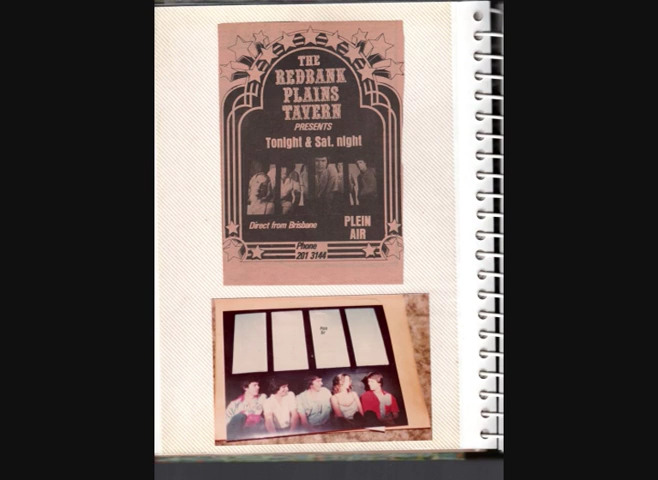 THE
REDBANK
PLAINS
TAVERN
PRESENTS
Tonight & Sat. night
Direct from Brisbane
PLEIN
AIR
Phone
201 3144